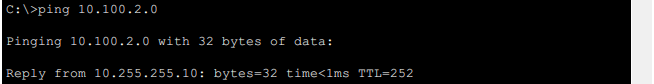 C:\>ping 10.100.2.0
Pinging 10.100.2.0 with 32 bytes of data:
Reply from 10.255.255.10: bytes=32 time<1ms TTL=252